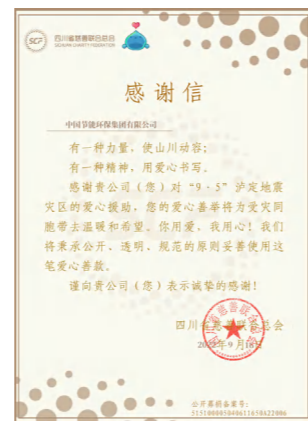 SCF
四川省慈善联合总会
SICHUAN CHARITY FEDERATION
感谢信
中国节能环保集团有限公司
有一种力量，使山川动容；
有一种精神，用爱心书写。
感谢贵公司（您）对“9·5”泸定地震
灾区的爱心援助，您的爱心善举将为受灾同
胞带去温暖和希望。你用爱，我用心！我们
将秉承公开、透明、规范的原则妥善使用这
笔爱心善款。
谨向贵公司（您）表示诚挚的感谢！
四川省慈善联合总会
2022年9月16日
公开募捐备案号：